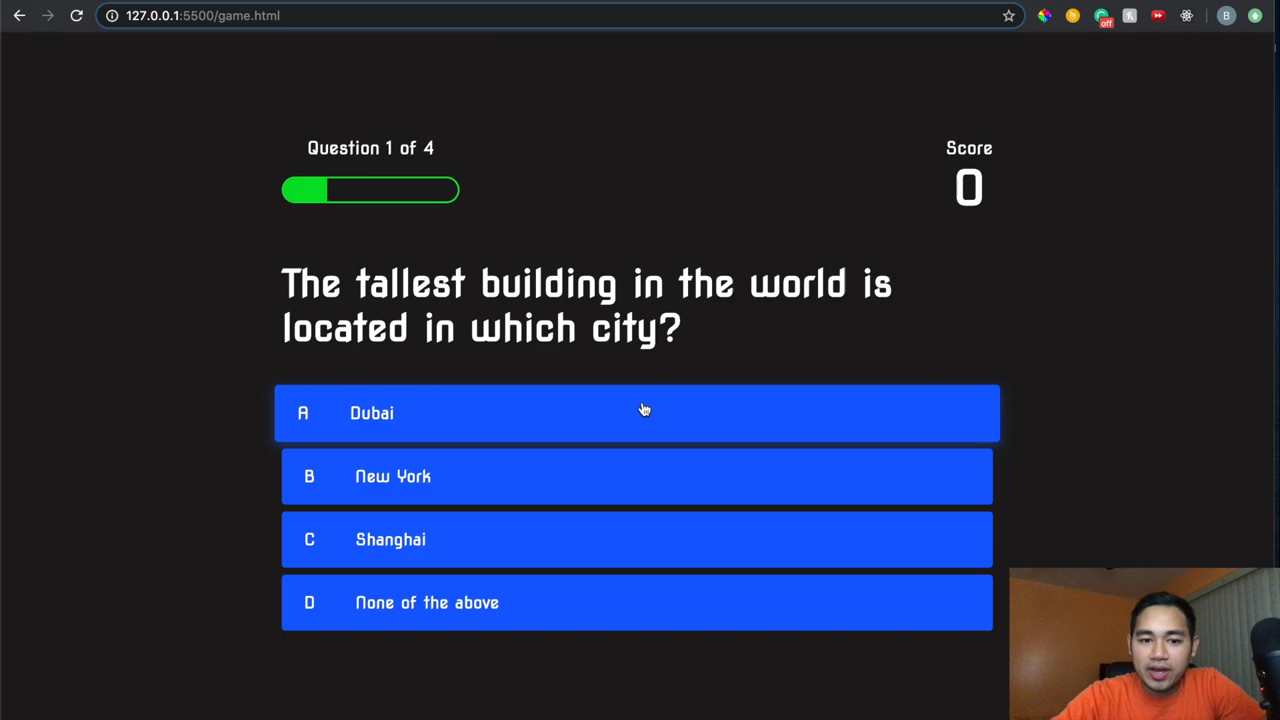 127.0.0.1:5500/game.html
off
B
Question 1 of 4
Score
0
The tallest building in the world is
located in which city?
A Dubai
B New York
C Shanghai
D None of the above